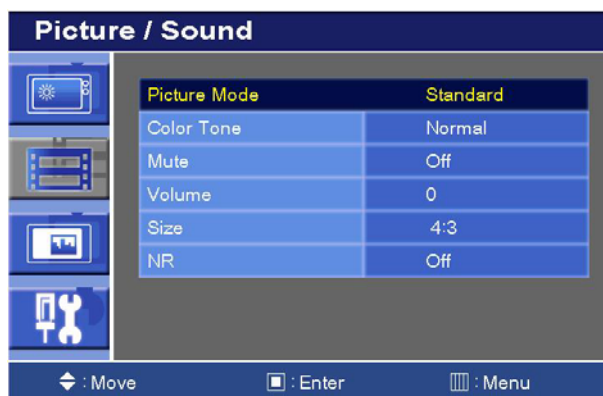 Picture / Sound
Picture Mode Standard
Color Tone Normal
Mute Off
Volume 0
Size 4:3
NR Off
: Move : Enter : Menu